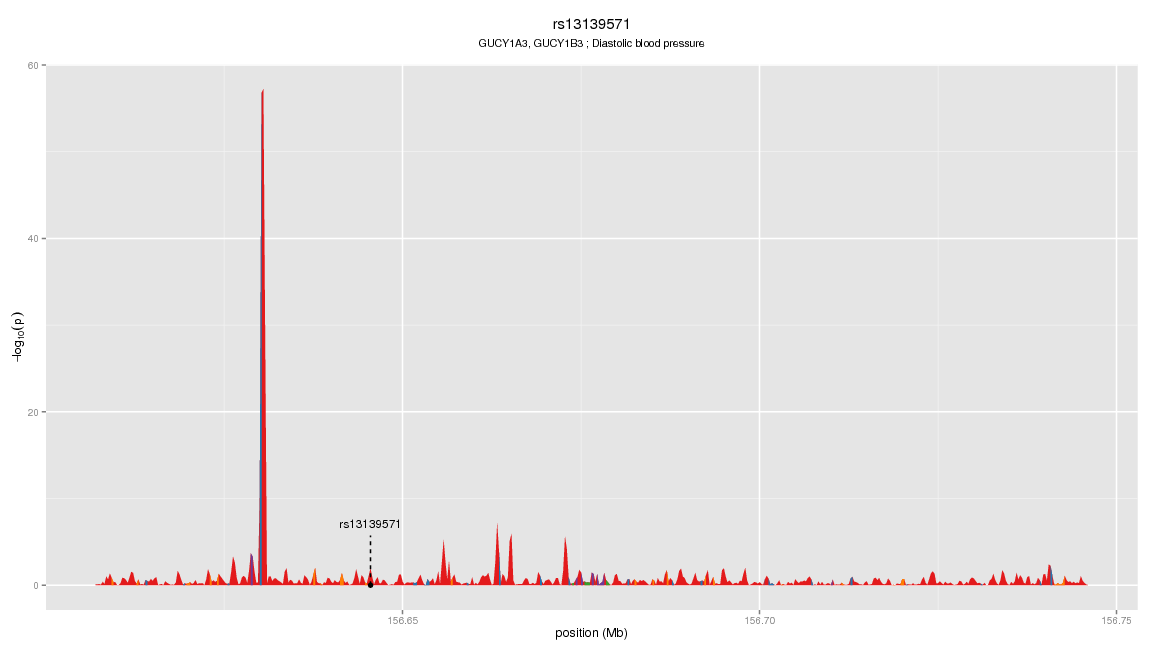 rs13139571
GUCY1A3, GUCY1B3 ; Diastolic blood pressure
60
40
20
0
−log10(p)
rs13139571
156.65
156.70
156.75
position (Mb)